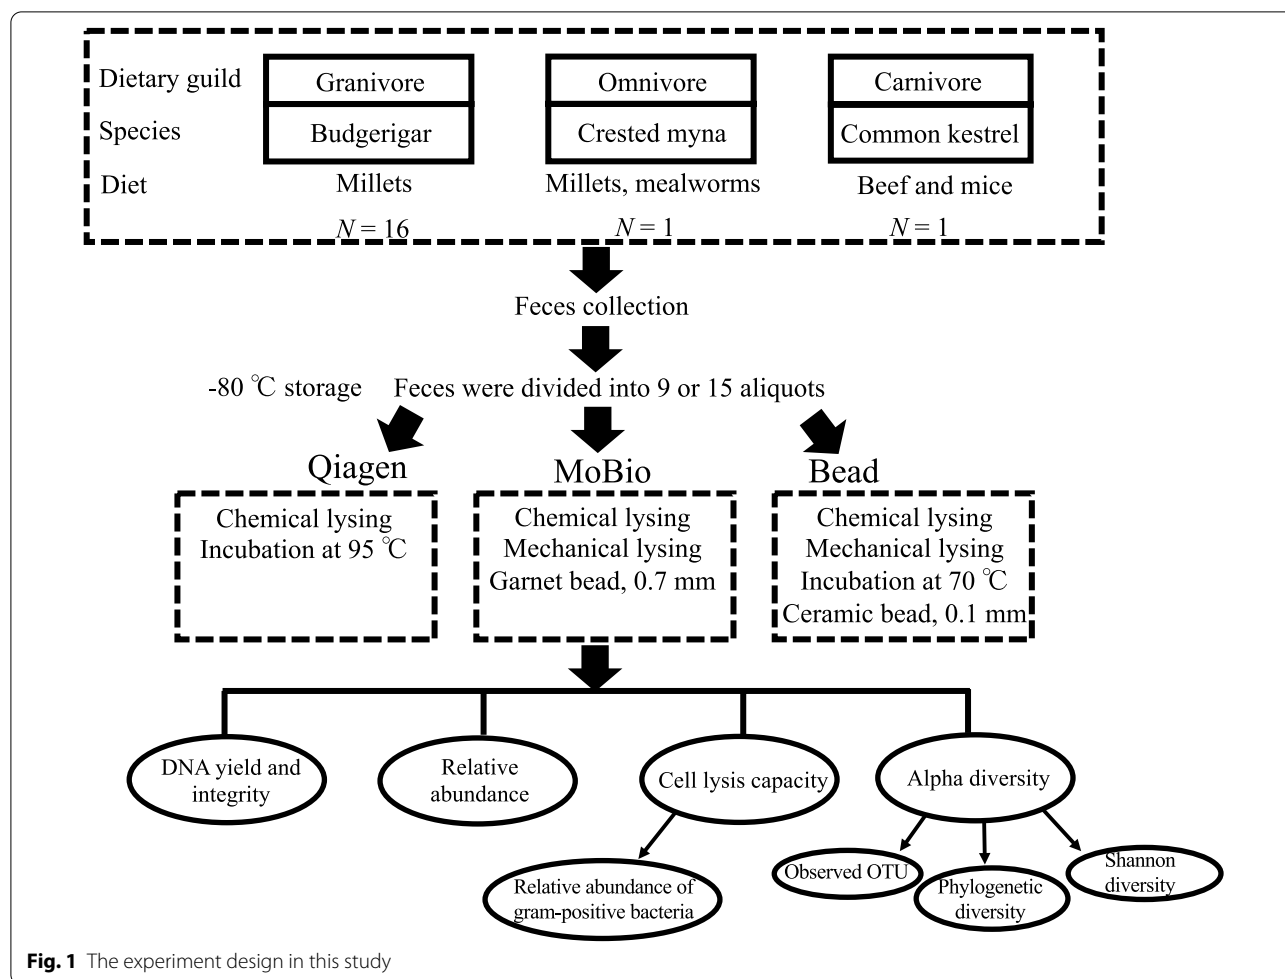 Dietary guild Granivore Omnivore Carnivore
Species Budgerigar Crested myna Common kestrel
Diet Millets Millets, mealworms Beef and mice
N = 16 N = 1 N = 1
Feces collection
-80 ℃ storage Feces were divided into 9 or 15 aliquots
Qiagen MoBio Bead
Chemical lysing
Incubation at 95 ℃
Chemical lysing
Mechanical lysing
Garnet bead, 0.7 mm
Chemical lysing
Mechanical lysing
Incubation at 70 ℃
Ceramic bead, 0.1 mm
DNA yield and
integrity
Relative
abundance
Cell lysis capacity
Alpha diversity
Relative abundance of
gram-positive bacteria
Observed OTU
Phylogenetic
diversity
Shannon
diversity
Fig. 1 The experiment design in this study